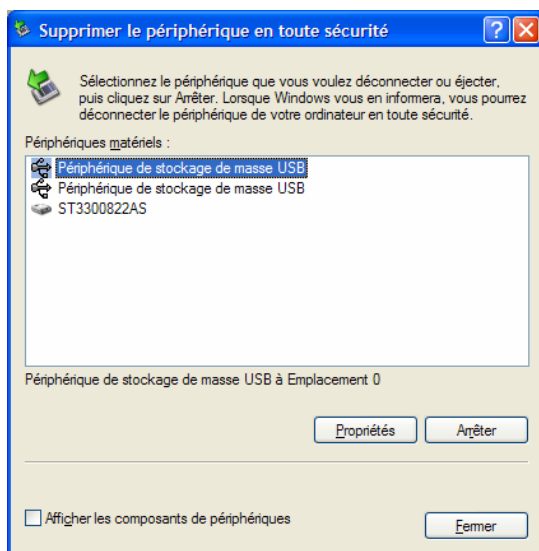 Supprimer le périphérique en toute sécurité
Sélectionnez le périphérique que vous voulez déconnecter ou éjecter,
puis cliquez sur Arrêter. Lorsque Windows vous en informera, vous pourrez
déconnecter le périphérique de votre ordinateur en toute sécurité.
Périphériques matériels :
Périphérique de stockage de masse USB
Périphérique de stockage de masse USB
ST3300822AS
Périphérique de stockage de masse USB à Emplacement 0
Propriétés Arrêter
Afficher les composants de périphériques
Fermer